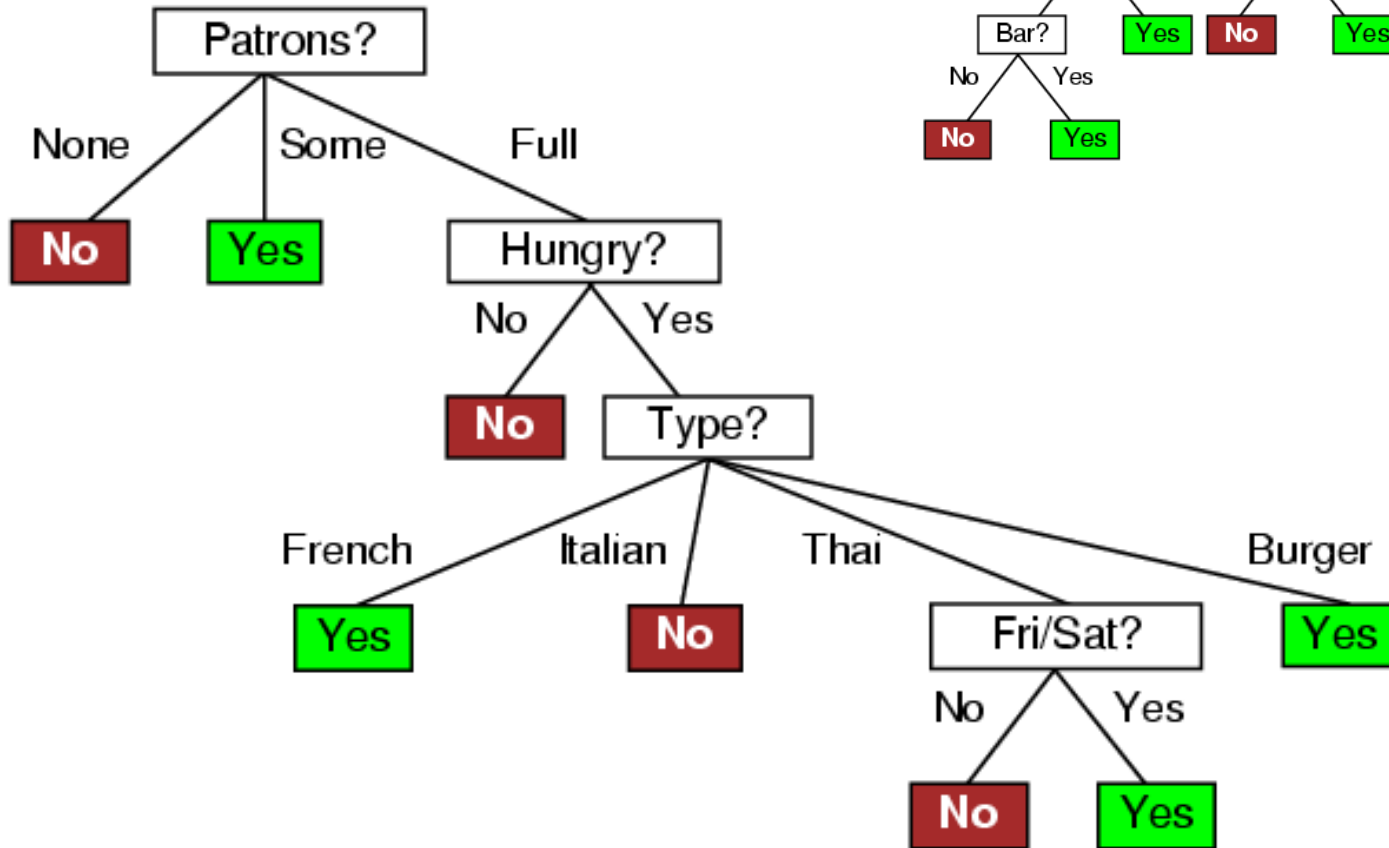 Patrons?
None
Some
Full
No
Yes
Hungry?
No
Yes
No
Type?
French
Italian
Thai
Burger
Yes
No
Fri/Sat?
Yes
No
Yes
No
Yes
Bar?
Yes
No
Yes
No
Yes
No
Yes